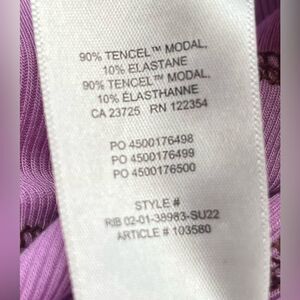 90% TENCEL™ MODAL,
10% ELASTANE
90% TENCEL™ MODAL,
10% ÉLASTHANNE
CA 23725 RN 122354
PO 4500176498
PO 4500176499
PO 4500176500
STYLE #
RIB 02-01-38983-SU22
ARTICLE # 103580